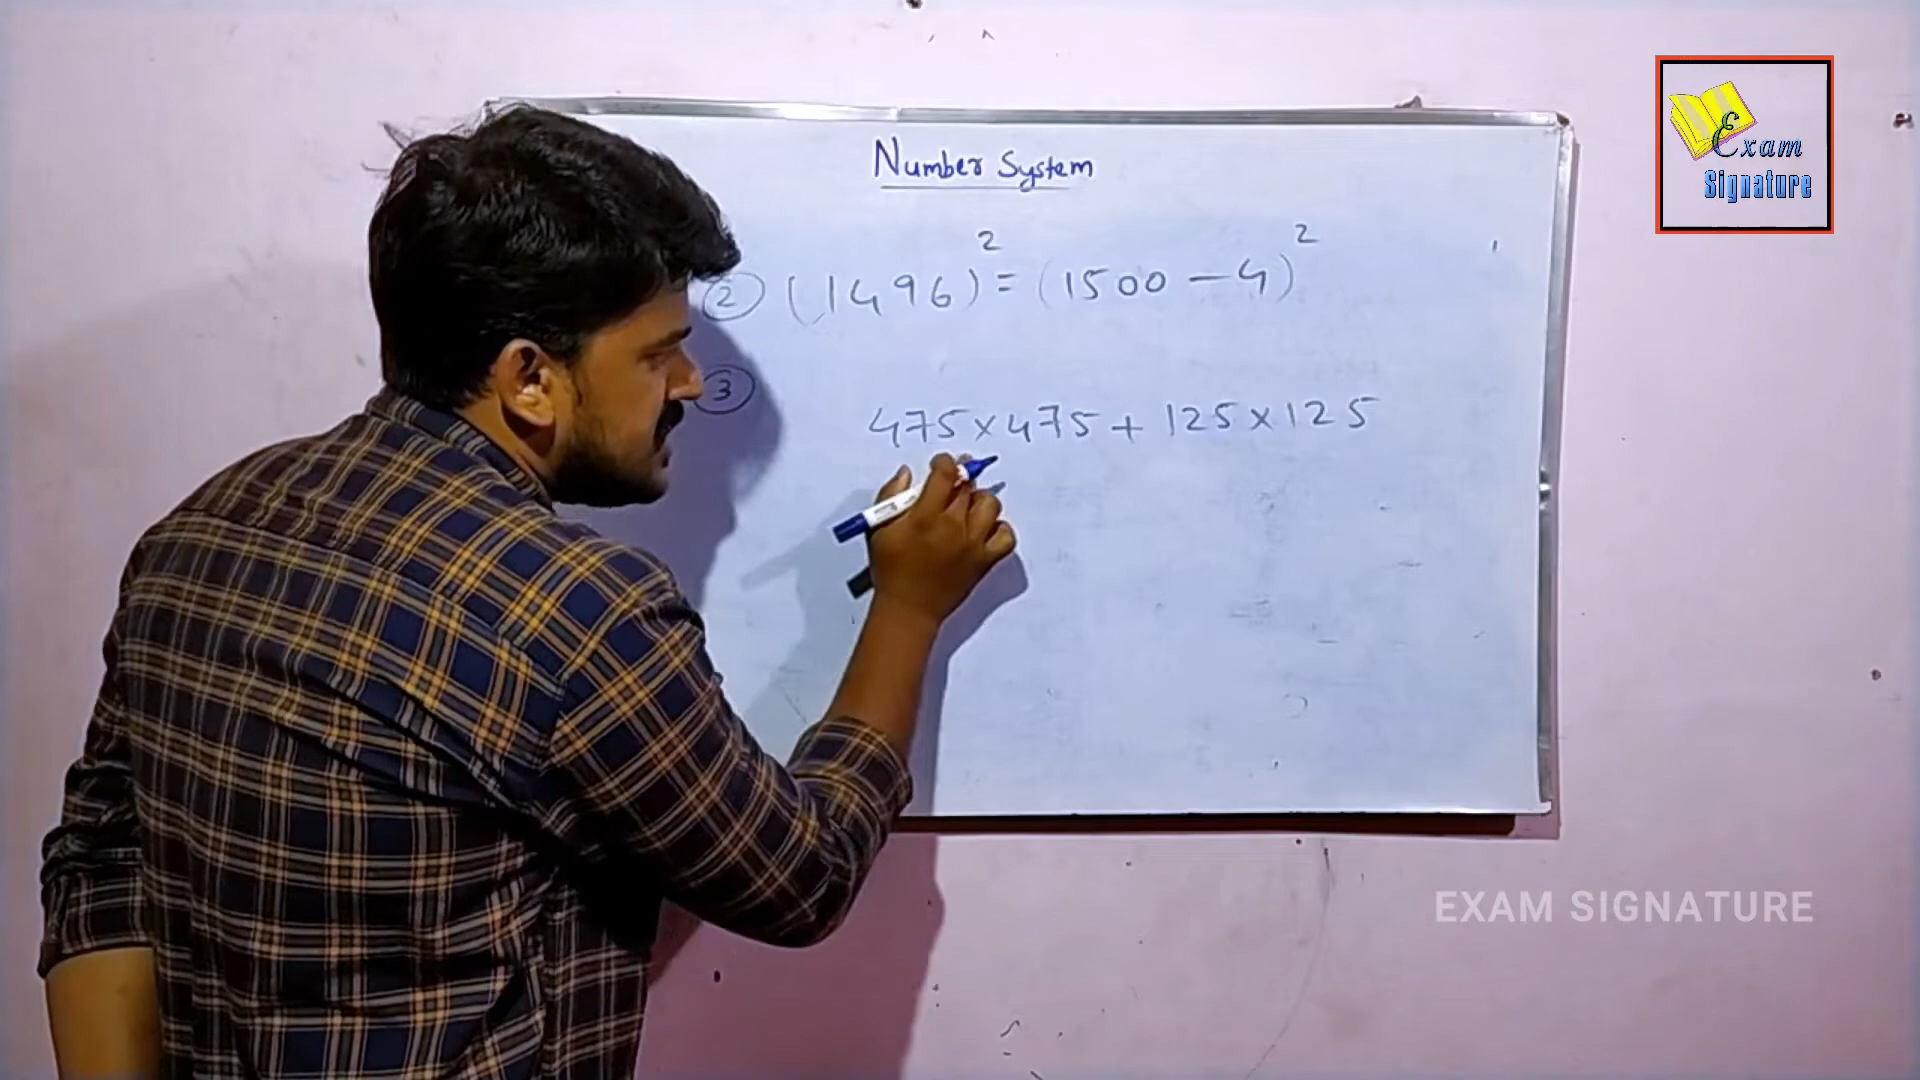 Number System
② (1496)² = (1500 - 4)²
③
475×475 + 125×125
Exam
Signature
EXAM SIGNATURE